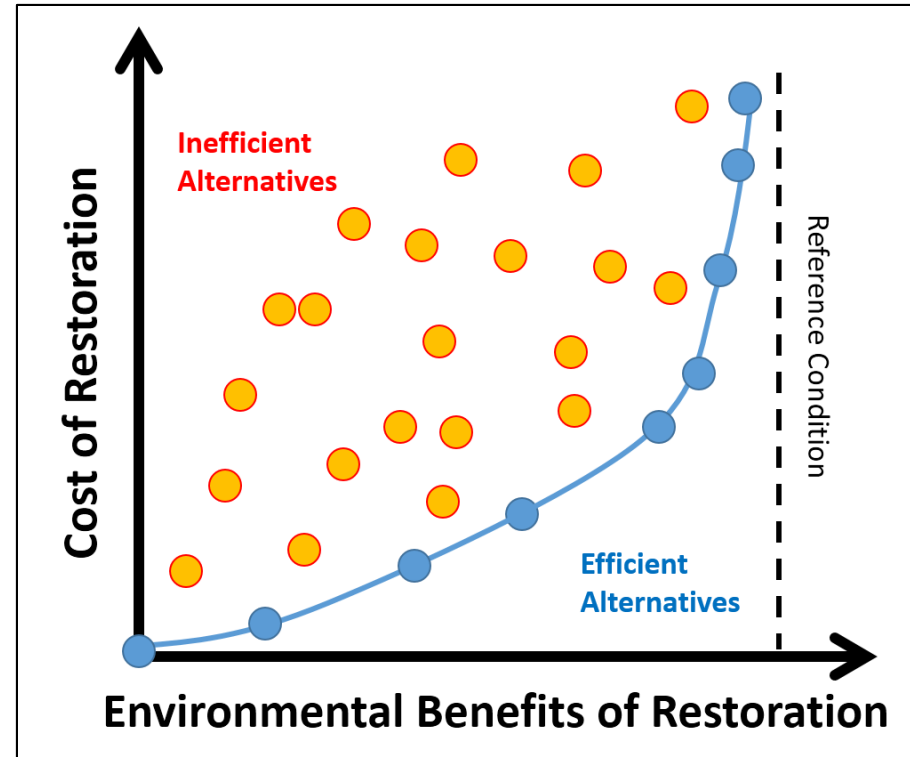 Inefficient
Alternatives
Cost of Restoration
Reference Condition
Efficient
Alternatives
Environmental Benefits of Restoration